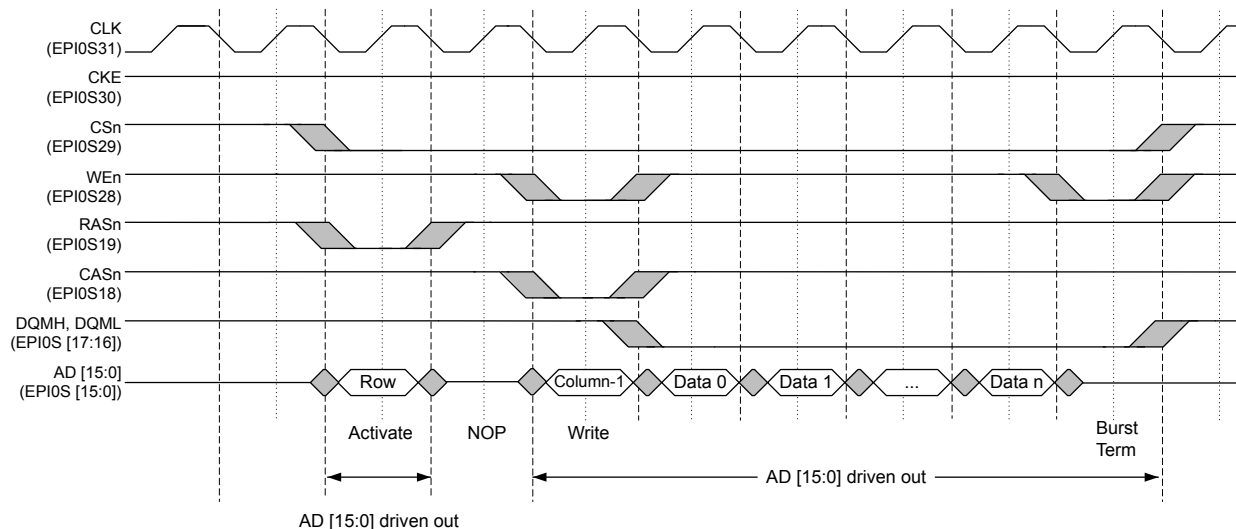 CLK
(EPI0S31)
CKE
(EPI0S30)
CSn
(EPI0S29)
WEn
(EPI0S28)
RASn
(EPI0S19)
CASn
(EPI0S18)
DQMH, DQML
(EPI0S [17:16])
AD [15:0]
(EPI0S [15:0])
Row
Column-1
Data 0
Data 1
...
Data n
Activate
NOP
Write
Burst
Term
AD [15:0] driven out
AD [15:0] driven out